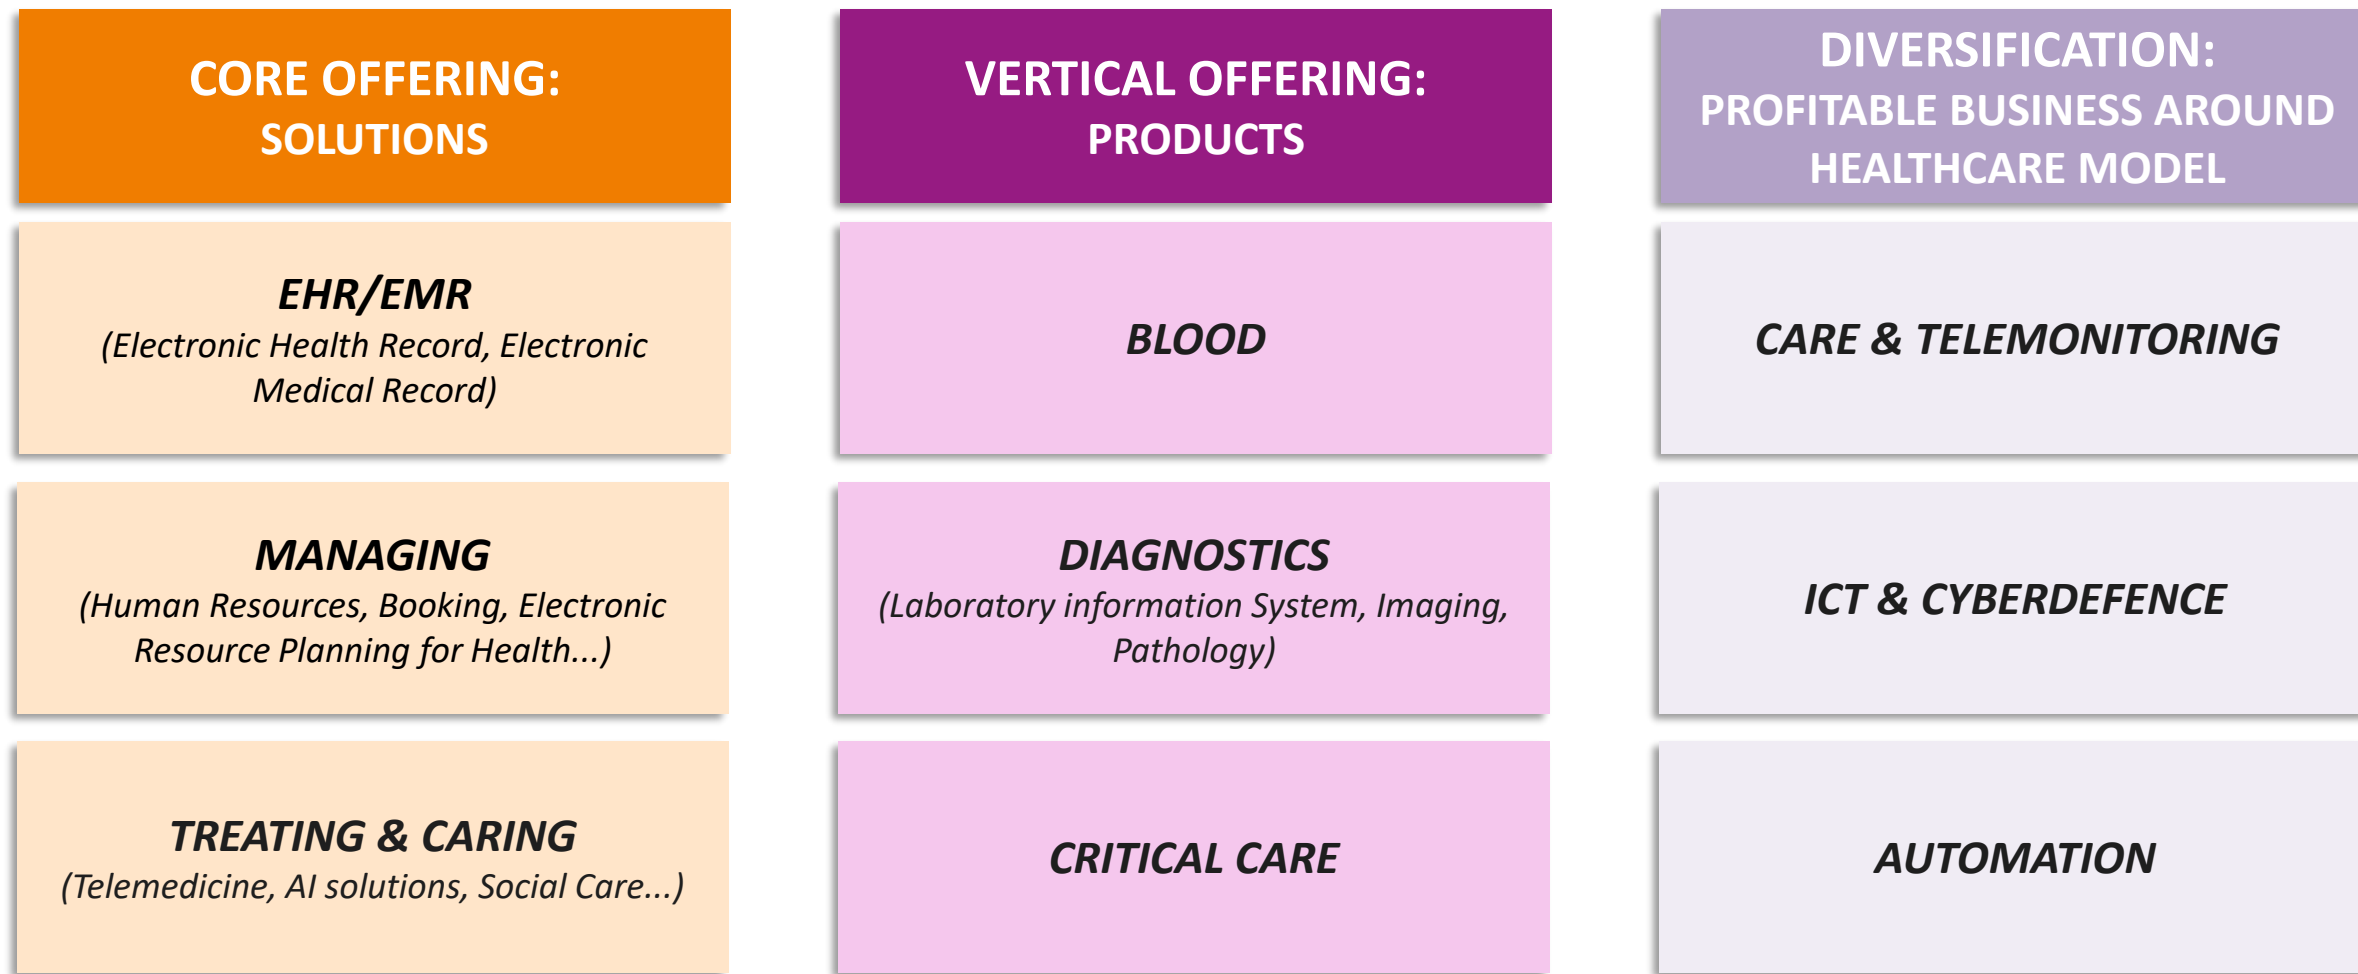 CORE OFFERING:
SOLUTIONS
EHR/EMR
(Electronic Health Record, Electronic
Medical Record)
MANAGING
(Human Resources, Booking, Electronic
Resource Planning for Health...)
TREATING & CARING
(Telemedicine, AI solutions, Social Care...)
VERTICAL OFFERING:
PRODUCTS
BLOOD
DIAGNOSTICS
(Laboratory information System, Imaging,
Pathology)
CRITICAL CARE
DIVERSIFICATION:
PROFITABLE BUSINESS AROUND
HEALTHCARE MODEL
CARE & TELEMONITORING
ICT & CYBERDEFENCE
AUTOMATION